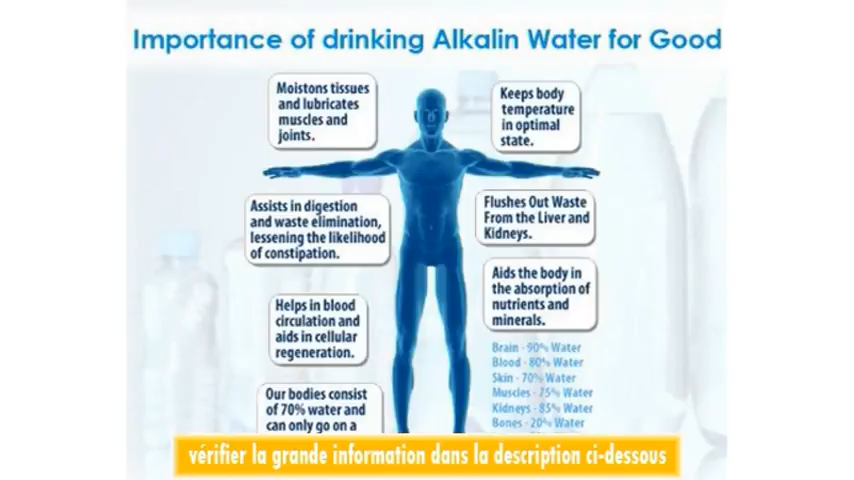 Importance of drinking Alkalin Water for Good
Moistons tissues
and lubricates
muscles and
joints.
Keeps body
temperature
in optimal
state.
Assists in digestion
and waste elimination,
lessening the likelihood
of constipation.
Flushes Out Waste
From the Liver and
Kidneys.
Aids the body in
the absorption of
nutrients and
minerals.
Helps in blood
circulation and
aids in cellular
regeneration.
Brain - 90% Water
Blood - 80% Water
Skin - 70% Water
Muscles - 75% Water
Kidneys - 85% Water
Bones - 20% Water
Our bodies consist
of 70% water and
can only go on a
vérifier la grande information dans la description ci-dessous